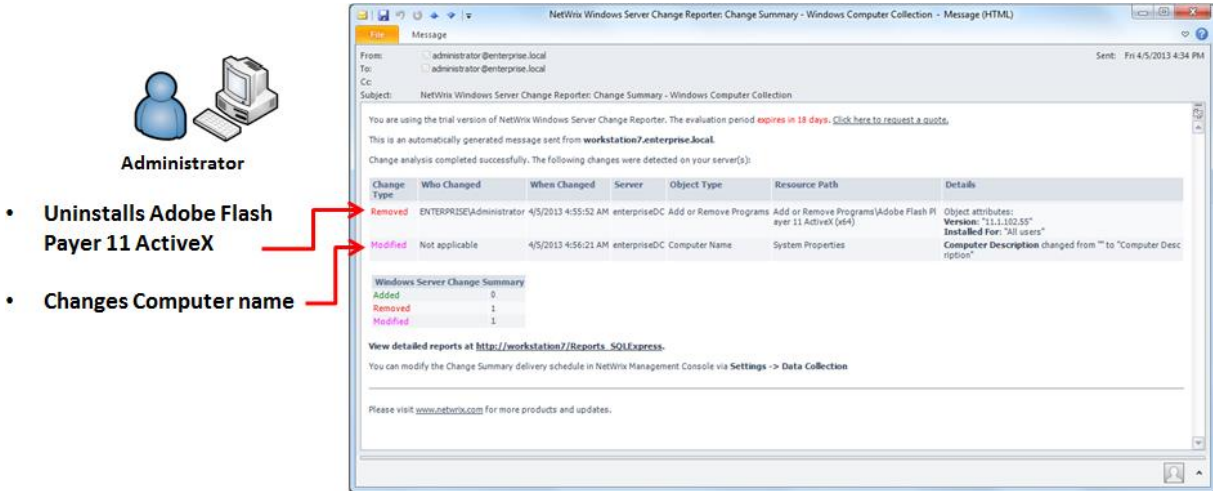 NetWrix Windows Server Change Reporter: Change Summary - Windows Computer Collection - Message (HTML)
File Message
From: administrator@enterprise.local Sent: Fri 4/5/2013 4:34 PM
To: administrator@enterprise.local
Cc:
Subject: NetWrix Windows Server Change Reporter: Change Summary - Windows Computer Collection
You are using the trial version of NetWrix Windows Server Change Reporter. The evaluation period expires in 18 days. Click here to request a quote.
This is an automatically generated message sent from workstation7.enterprise.local.
Change analysis completed successfully. The following changes were detected on your server(s):
Change Type Who Changed When Changed Server Object Type Resource Path Details
Removed ENTERPRISE\Administrator 4/5/2013 4:55:52 AM enterpriseDC Add or Remove Programs Add or Remove Programs\Adobe Flash Pl
ayer 11 ActiveX (x64)
Object attributes:
Version: "11.1.102.55"
Installed For: "All users"
Modified Not applicable 4/5/2013 4:56:21 AM enterpriseDC Computer Name System Properties Computer Description changed from "" to "Computer Desc
ription"
Windows Server Change Summary
Added 0
Removed 1
Modified 1
View detailed reports at http://workstation7/Reports_SQLExpress.
You can modify the Change Summary delivery schedule in NetWrix Management Console via Settings -> Data Collection
Please visit www.netwrix.com for more products and updates.
Administrator
• Uninstalls Adobe Flash
Payer 11 ActiveX
• Changes Computer name